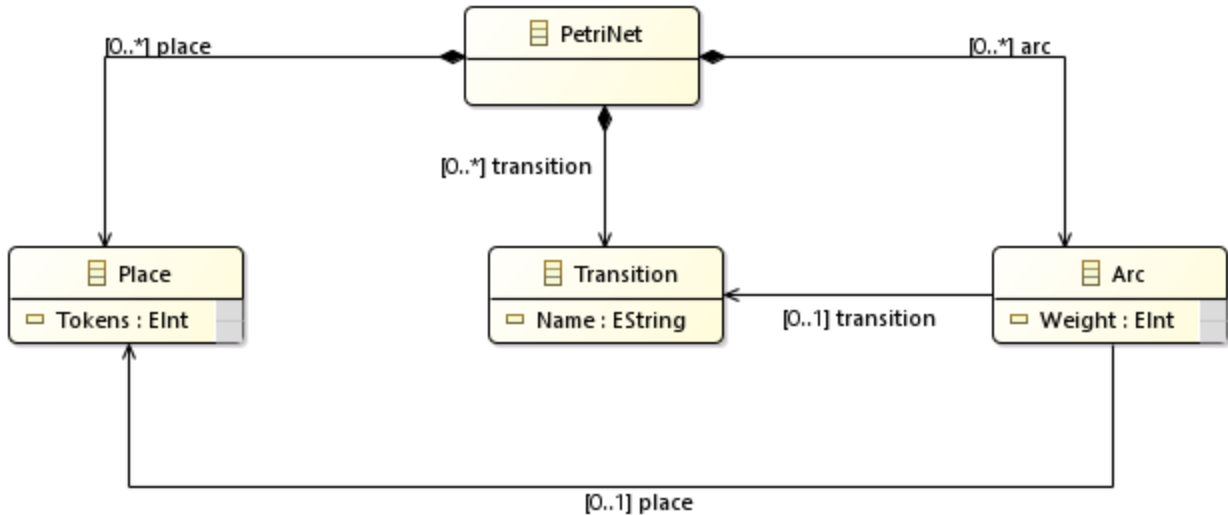 PetriNet
[0..*] place
[0..*] arc
[0..*] transition
Place
Tokens : EInt
Transition
Name : EString
Arc
Weight : EInt
[0..1] transition
[0..1] place